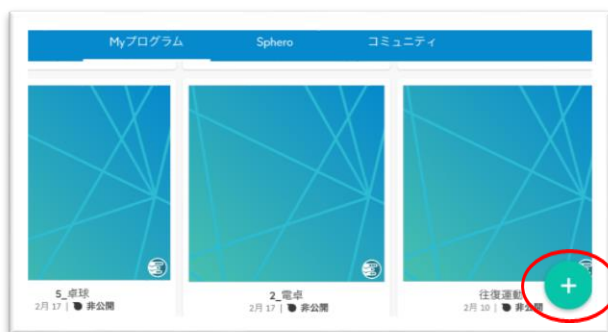 Myプログラム Sphero コミュニティ
5_卓球 2_電卓 往復運動
2月 17 | 非公開 2月 17 | 非公開 2月 10 | 非公開